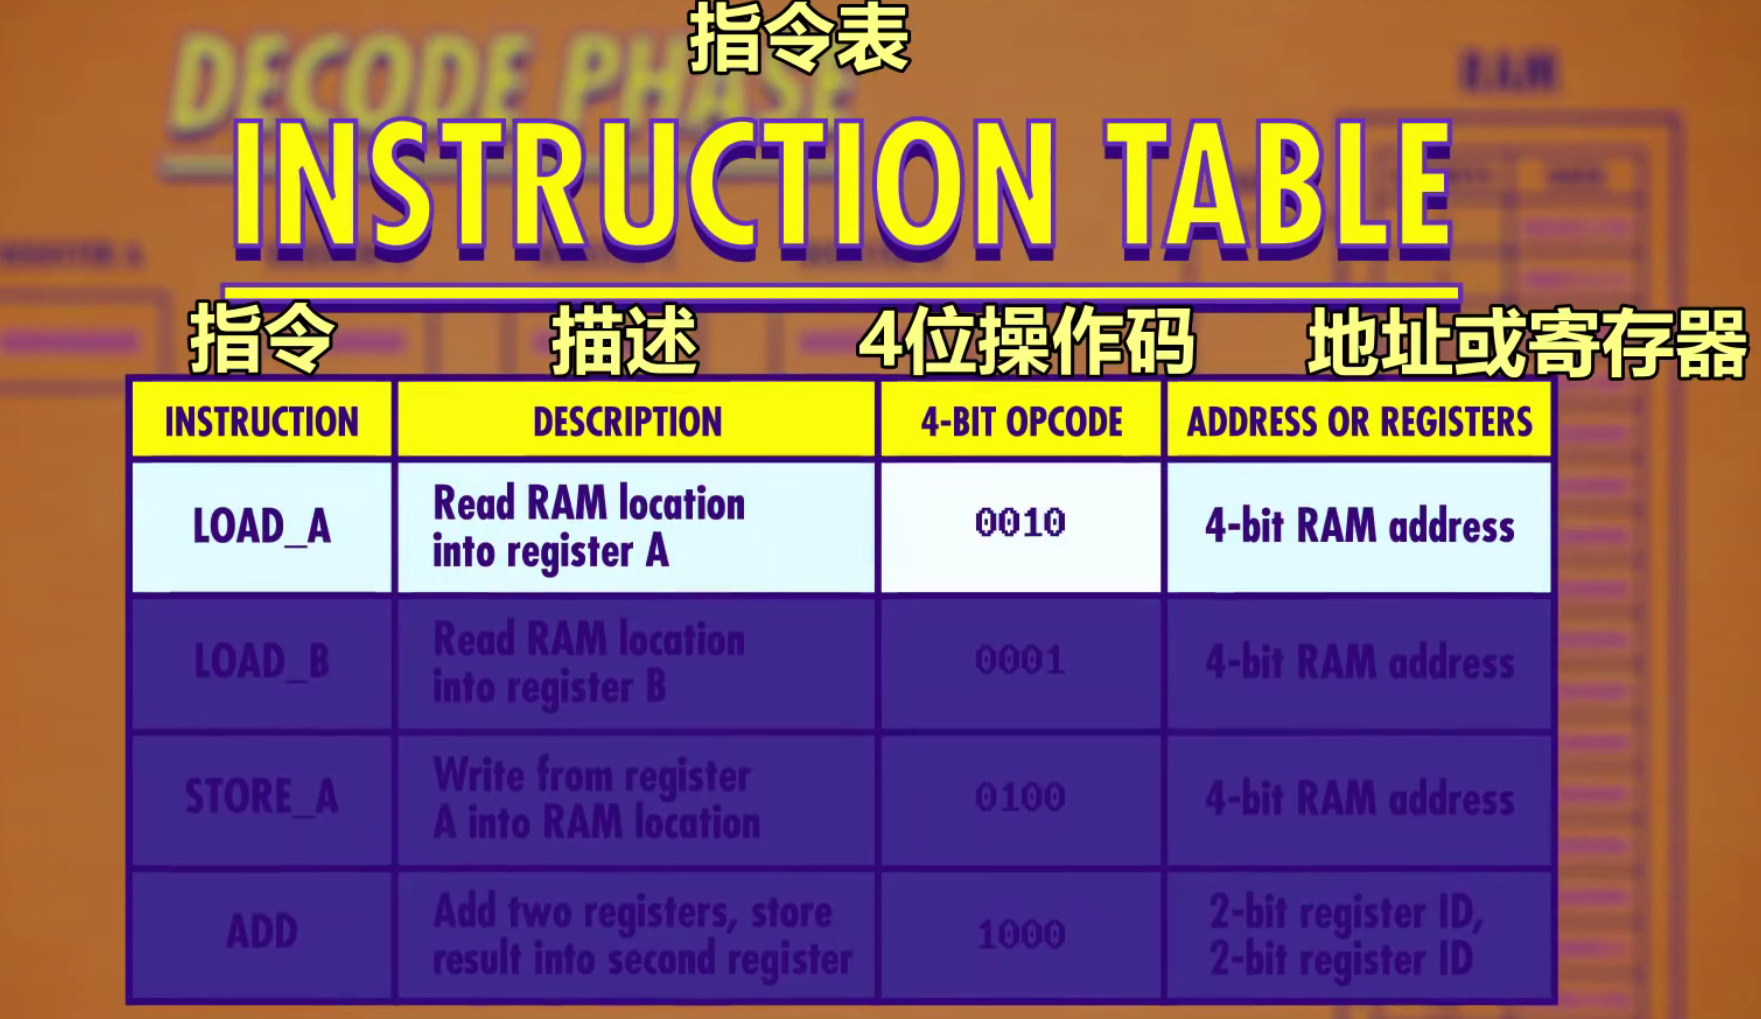 指令表
DECODE PHASE
RAM
INSTRUCTION TABLE
指令 描述 4位操作码 地址或寄存器
INSTRUCTION DESCRIPTION 4-BIT OPCODE ADDRESS OR REGISTERS
LOAD_A
Read RAM location
into register A
0010
4-bit RAM address
LOAD_B
Read RAM location
into register B
0001
4-bit RAM address
STORE_A
Write from register
A into RAM location
0100
4-bit RAM address
ADD
Add two registers, store
result into second register
1000
2-bit register ID,
2-bit register ID